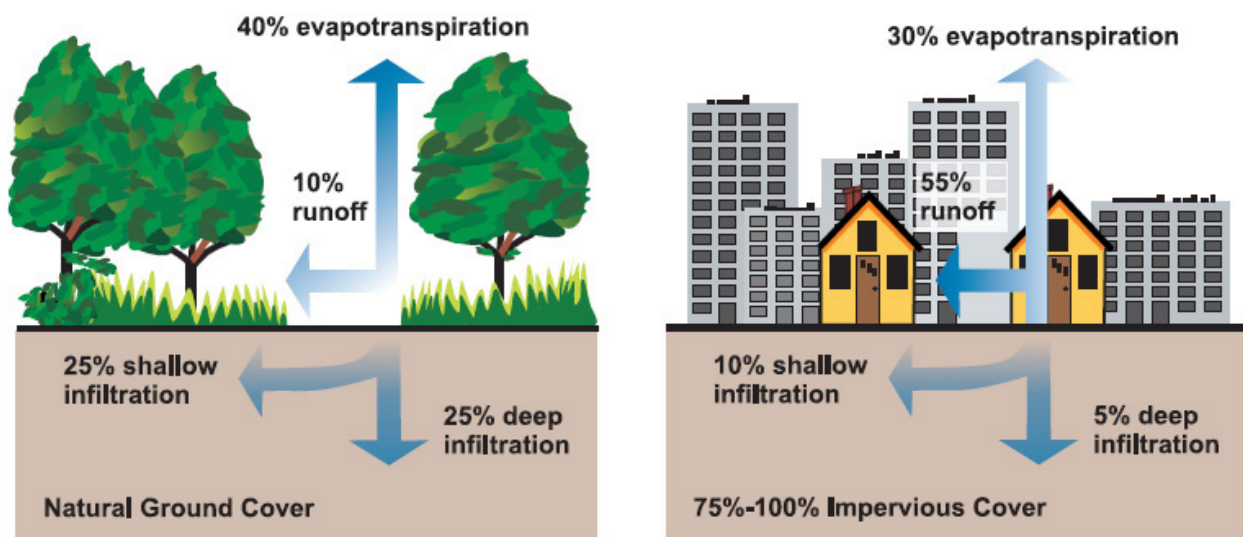 40% evapotranspiration
10%
runoff
25% shallow
infiltration
25% deep
infiltration
Natural Ground Cover
30% evapotranspiration
55%
runoff
10% shallow
infiltration
5% deep
infiltration
75%-100% Impervious Cover